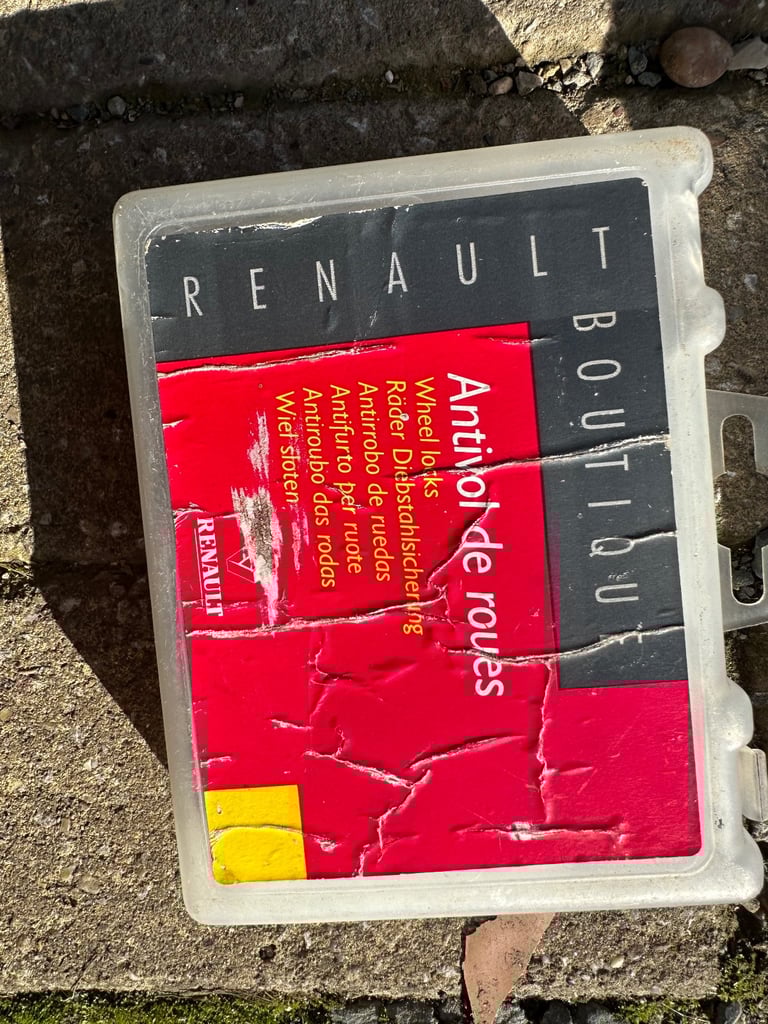 RENAULT
BOUTIQUE
Antivol de roues
Wheel locks
Räder Diebstahlsicherung
Antirrobo de ruedas
Antifurto per ruote
Antiroubo das rodas
Wiel sloten
RENAULT